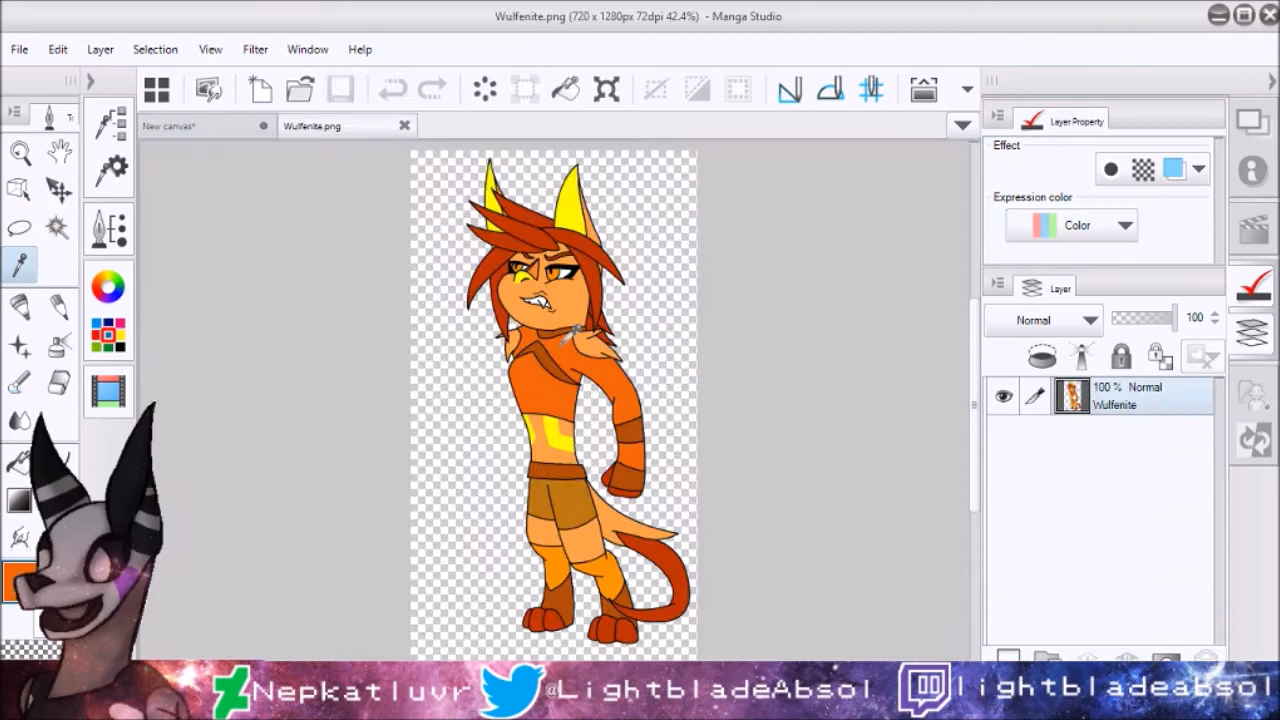 Wulfenite.png (720 x 1280px 72dpi 42.4%) - Manga Studio
File Edit Layer Selection View Filter Window Help
New canvas* Wulfenite.png
Layer Property
Effect
Expression color
Color
Layer
Normal 100
100 % Normal
Wulfenite
Nepkatluvr @LightbladeAbsol lightbladeabsol